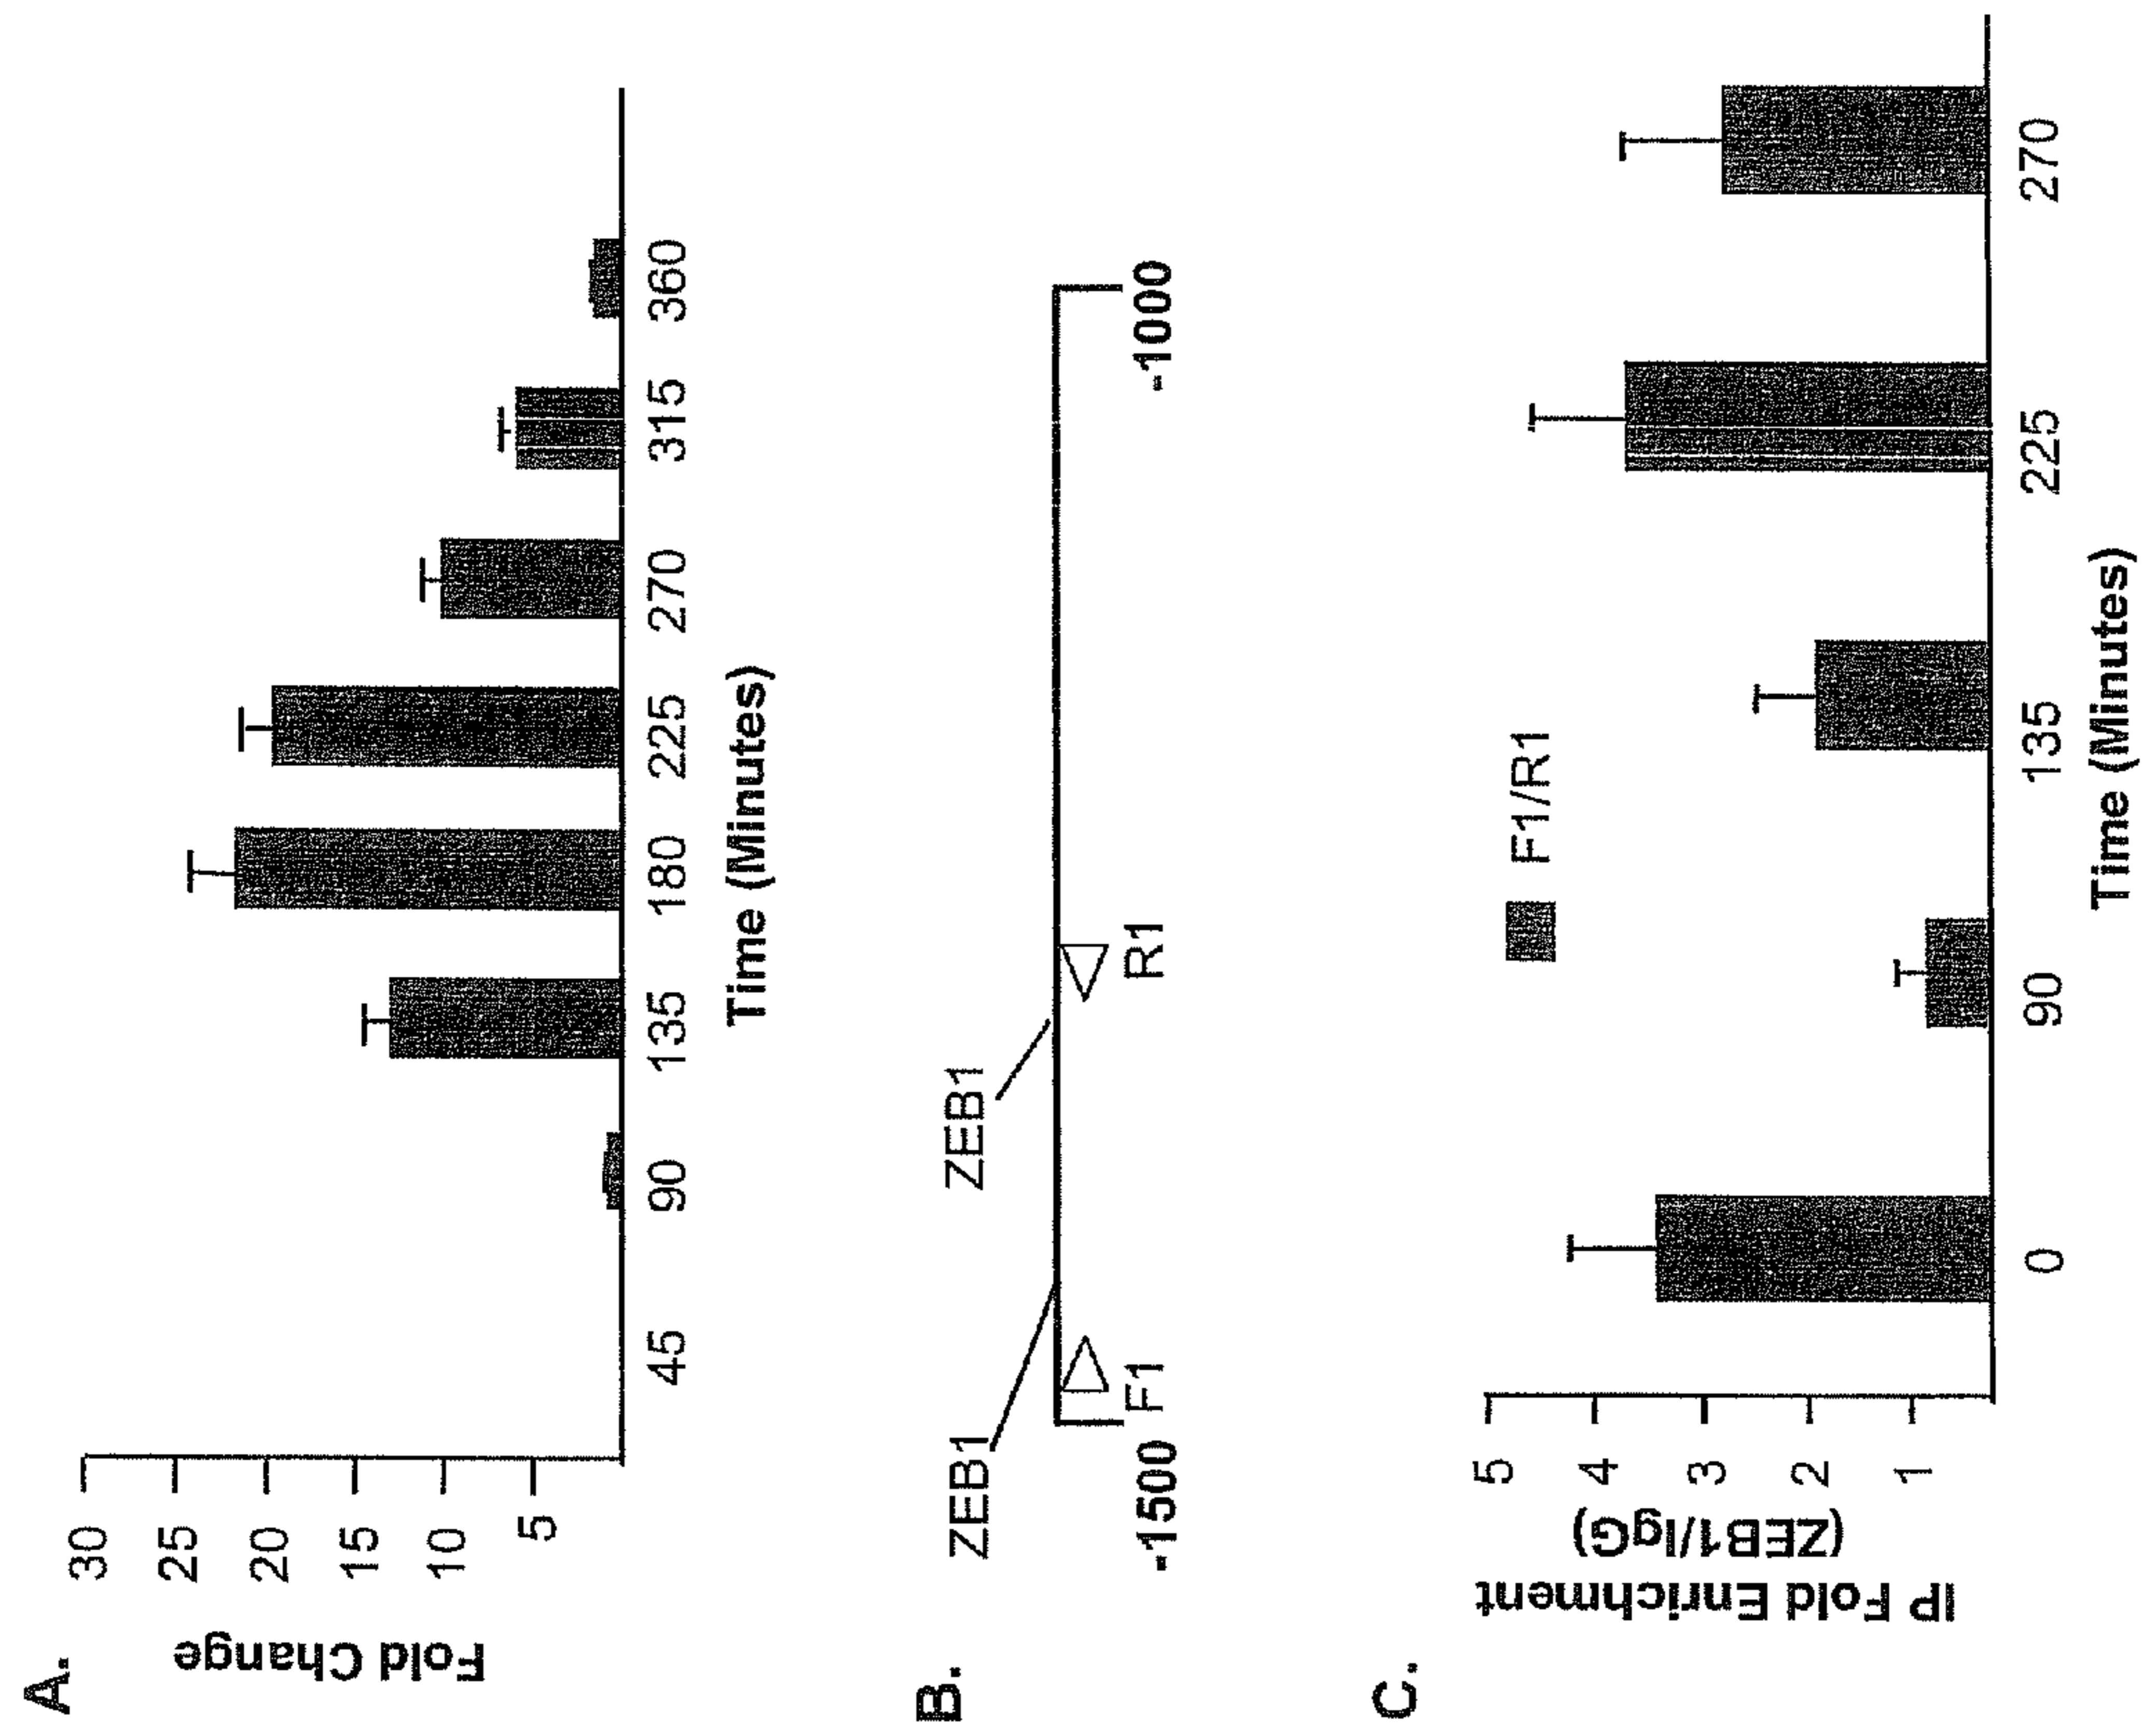 A.
Fold Change
30
25
20
15
10
5
45 90 135 180 225 270 315 360
Time (Minutes)
B.
ZEB1 ZEB1
-1500 F1 R1 -1000
C.
IP Fold Enrichment
(ZEB1/IgG)
5
4
3
2
1
F1/R1
0 90 135 225 270
Time (Minutes)